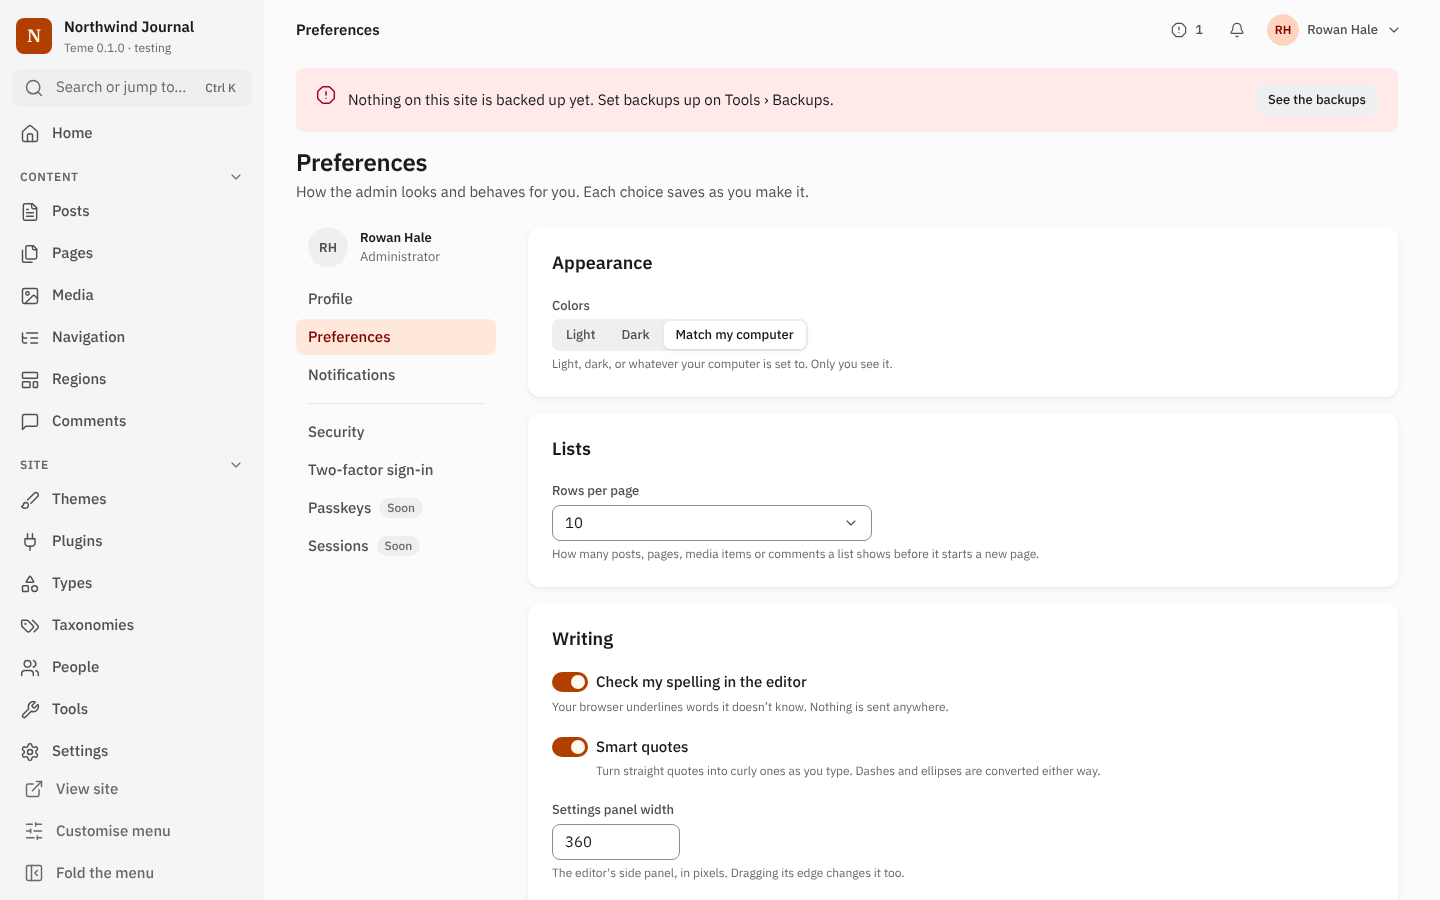 N
Northwind Journal
Teme 0.1.0 · testing
Search or jump to...
Ctrl K
Home
CONTENT
Posts
Pages
Media
Navigation
Regions
Comments
SITE
Themes
Plugins
Types
Taxonomies
People
Tools
Settings
View site
Customise menu
Fold the menu
Preferences
1
RH
Rowan Hale
Nothing on this site is backed up yet. Set backups up on Tools › Backups.
See the backups
Preferences
How the admin looks and behaves for you. Each choice saves as you make it.
RH
Rowan Hale
Administrator
Profile
Preferences
Notifications
Security
Two-factor sign-in
Passkeys Soon
Sessions Soon
Appearance
Colors
Light
Dark
Match my computer
Light, dark, or whatever your computer is set to. Only you see it.
Lists
Rows per page
10
How many posts, pages, media items or comments a list shows before it starts a new page.
Writing
Check my spelling in the editor
Your browser underlines words it doesn’t know. Nothing is sent anywhere.
Smart quotes
Turn straight quotes into curly ones as you type. Dashes and ellipses are converted either way.
Settings panel width
360
The editor's side panel, in pixels. Dragging its edge changes it too.